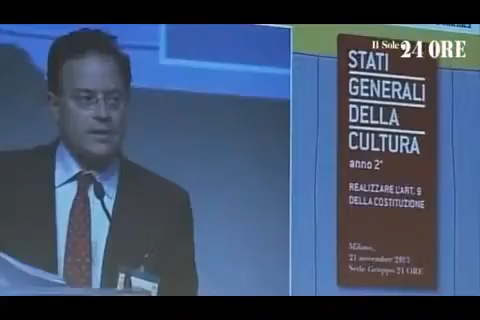 Il Sole 24 ORE
STATI
GENERALI
DELLA
CULTURA
anno 2°
REALIZZARE L'ART. 9
DELLA COSTITUZIONE
Milano,
21 novembre 2013
Sede Gruppo 24 ORE